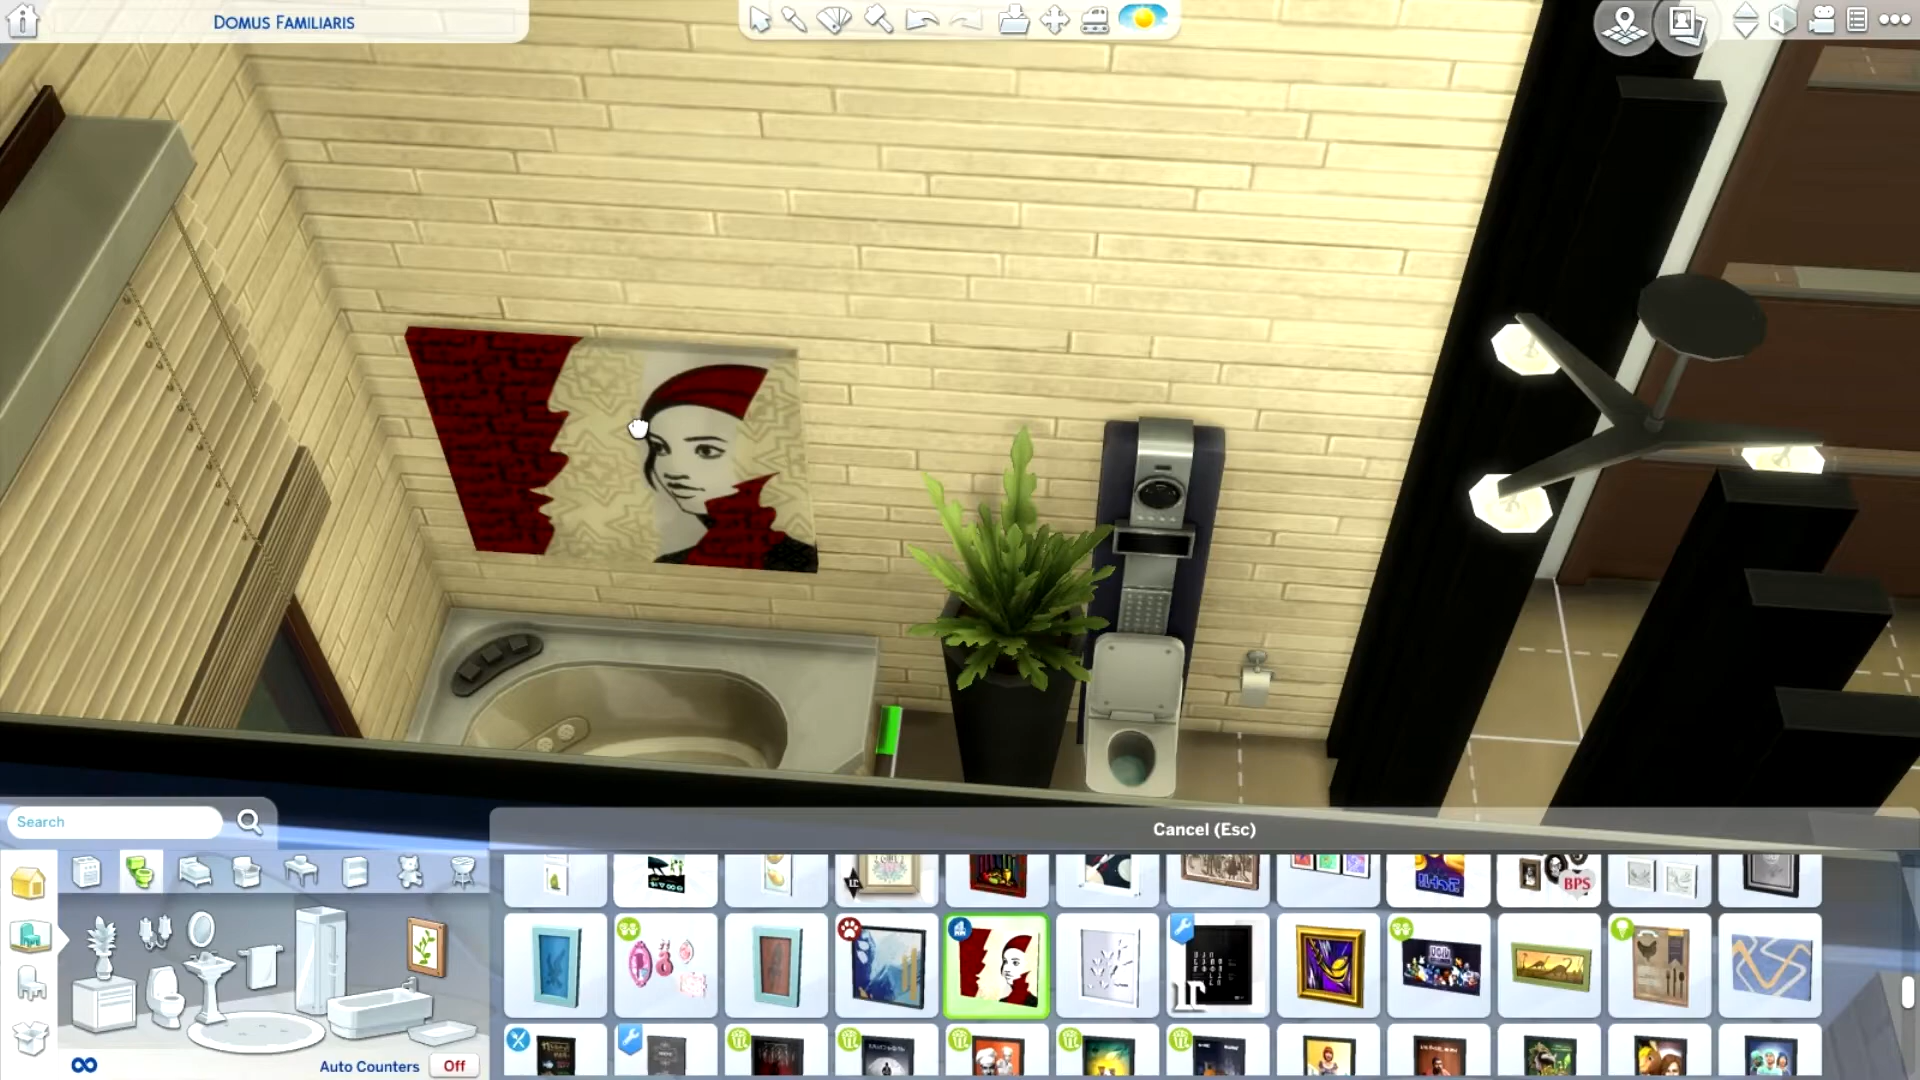 DOMUS FAMILIARIS
Search
Cancel (Esc)
BPS
Auto Counters
Off